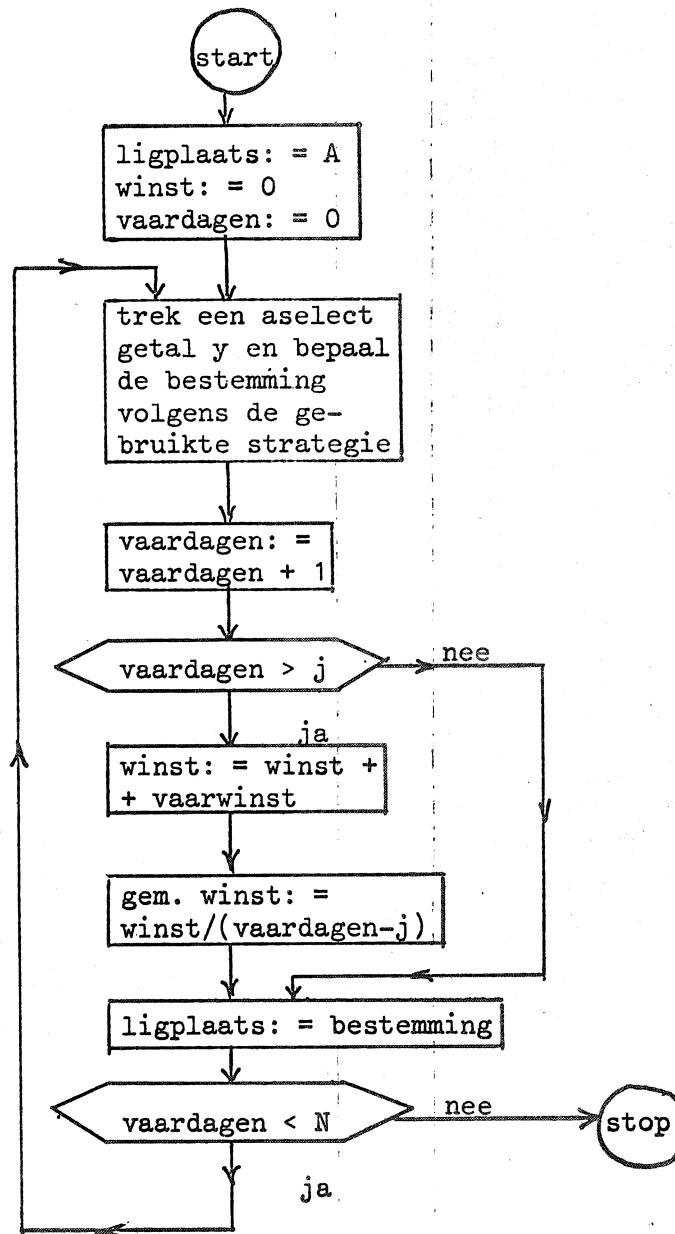 start
ligplaats: = A
winst: = 0
vaardagen: = 0
trek een aselect
getal y en bepaal
de bestemming
volgens de ge-
bruikte strategie
vaardagen: =
vaardagen + 1
vaardagen > j
nee
ja
winst: = winst +
+ vaarwinst
gem. winst: =
winst/(vaardagen-j)
ligplaats: = bestemming
vaardagen < N
nee
stop
ja